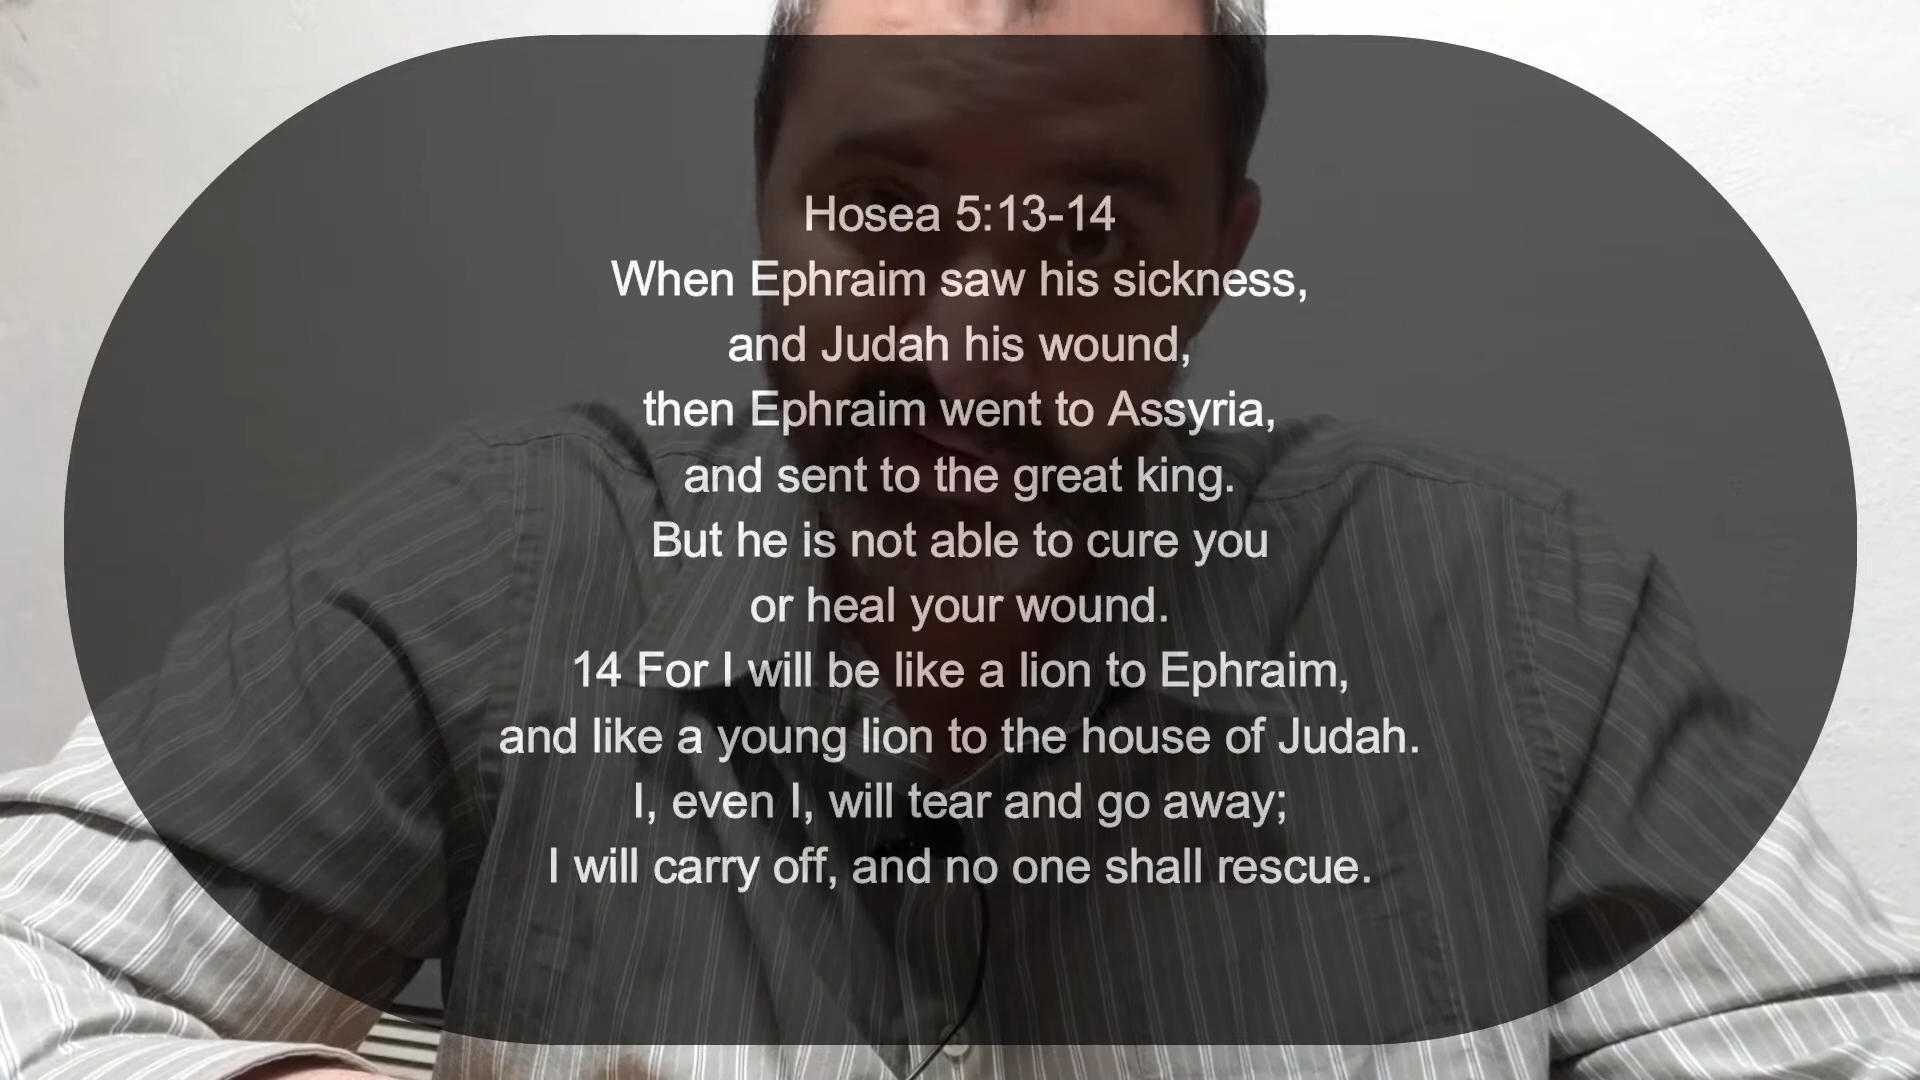 Hosea 5:13-14
When Ephraim saw his sickness,
and Judah his wound,
then Ephraim went to Assyria,
and sent to the great king.
But he is not able to cure you
or heal your wound.
14 For I will be like a lion to Ephraim,
and like a young lion to the house of Judah.
I, even I, will tear and go away;
I will carry off, and no one shall rescue.